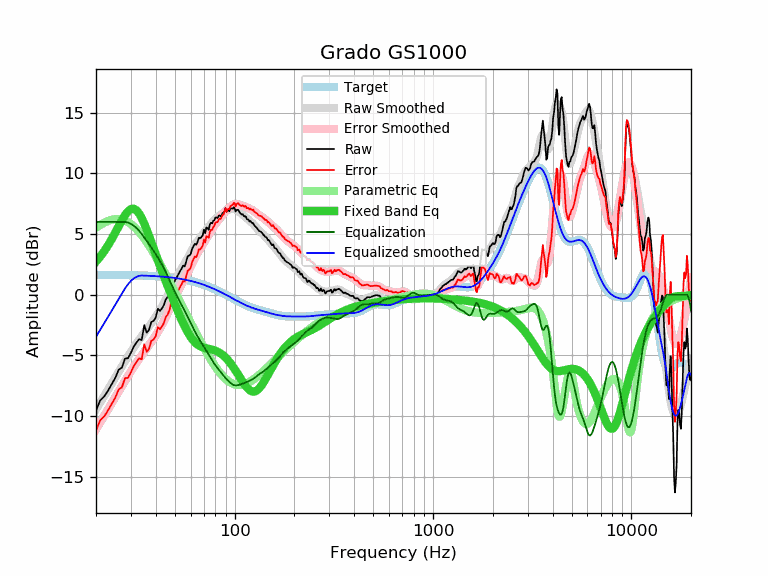 Grado GS1000
Target
Raw Smoothed
Error Smoothed
Raw
Error
Parametric Eq
Fixed Band Eq
Equalization
Equalized smoothed
Amplitude (dBr)
15
10
5
0
−5
−10
−15
100
1000
10000
Frequency (Hz)